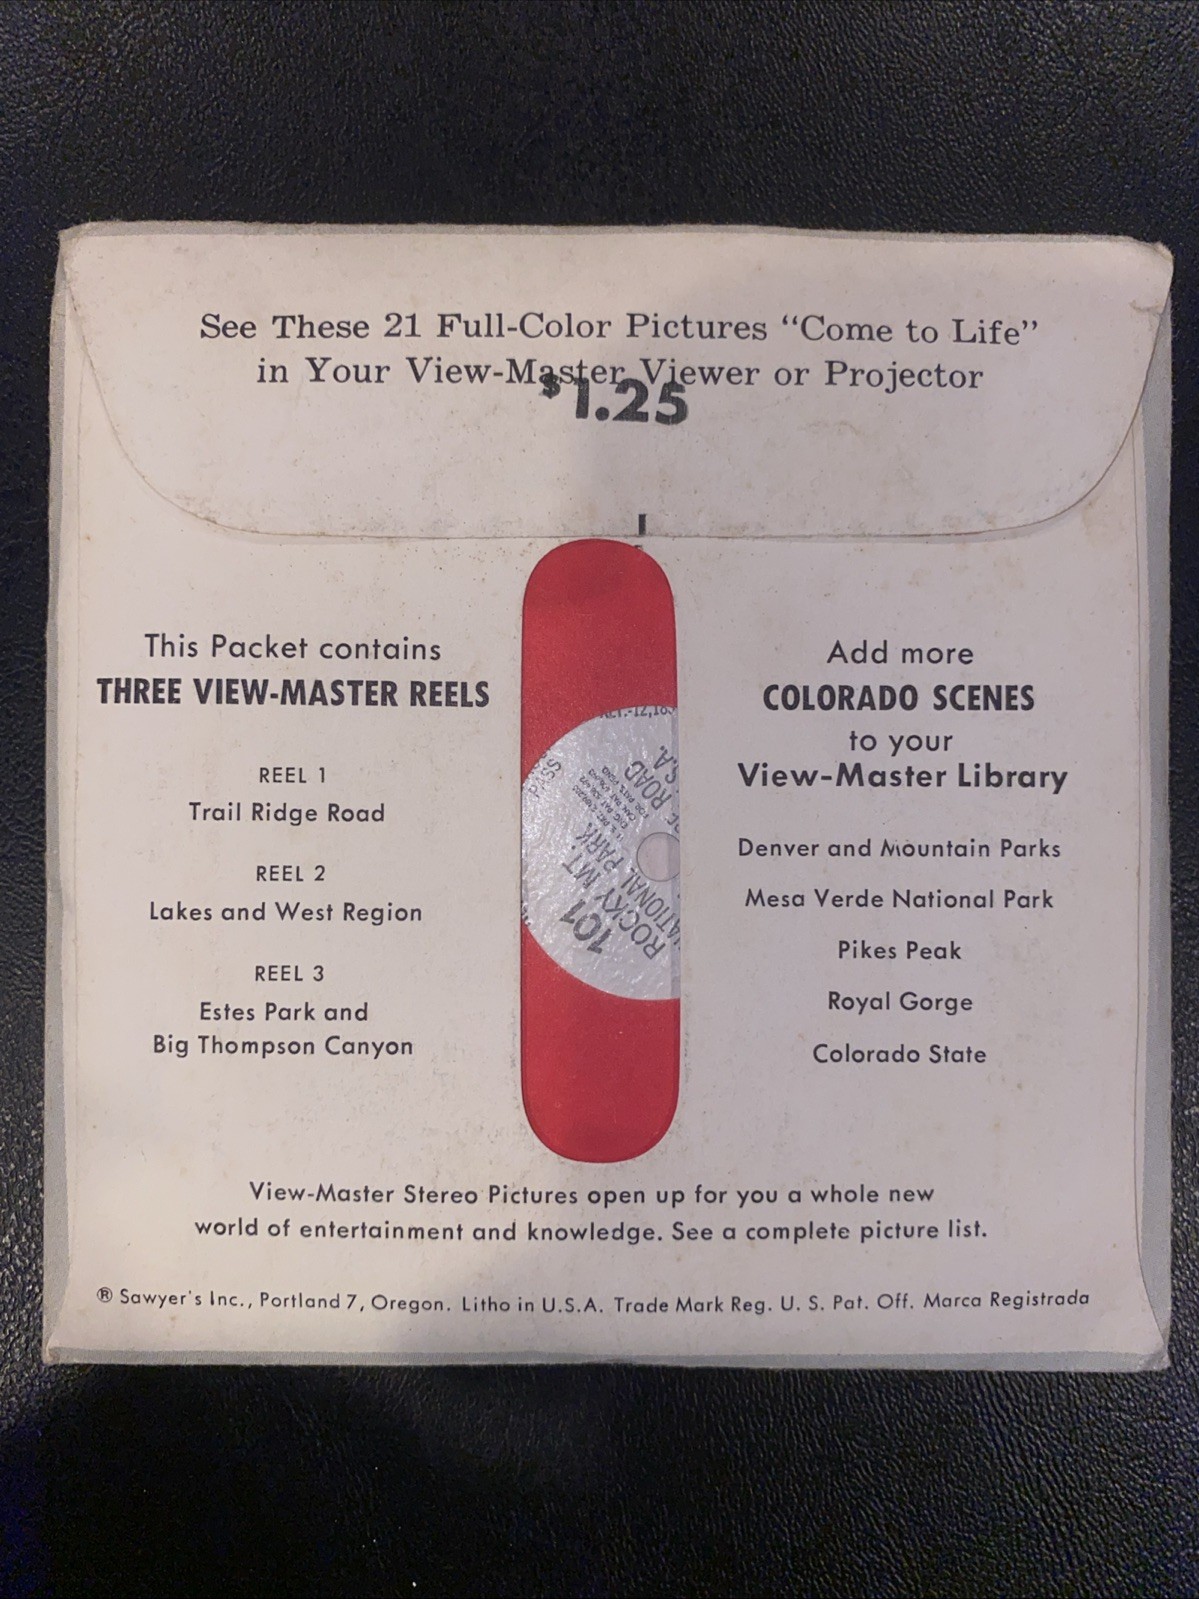 See These 21 Full-Color Pictures “Come to Life”
in Your View-Master Viewer or Projector
$1.25
This Packet contains
THREE VIEW-MASTER REELS
REEL 1
Trail Ridge Road
REEL 2
Lakes and West Region
REEL 3
Estes Park and
Big Thompson Canyon
PASS
101
ROCKY MT.
NATIONAL PARK
ROAD
S.A.
Add more
COLORADO SCENES
to your
View-Master Library
Denver and Mountain Parks
Mesa Verde National Park
Pikes Peak
Royal Gorge
Colorado State
View-Master Stereo Pictures open up for you a whole new
world of entertainment and knowledge. See a complete picture list.
® Sawyer's Inc., Portland 7, Oregon. Litho in U.S.A. Trade Mark Reg. U. S. Pat. Off. Marca Registrada